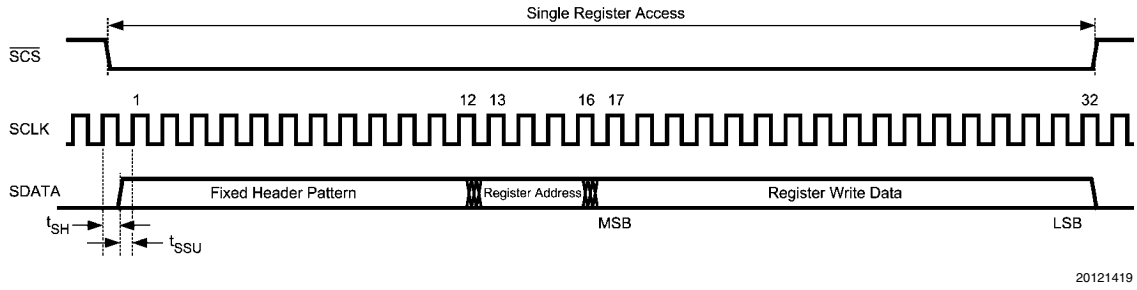 Single Register Access
SCS
1 12 13 16 17 32
SCLK
SDATA Fixed Header Pattern Register Address Register Write Data
tSH MSB LSB
tSSU
20121419